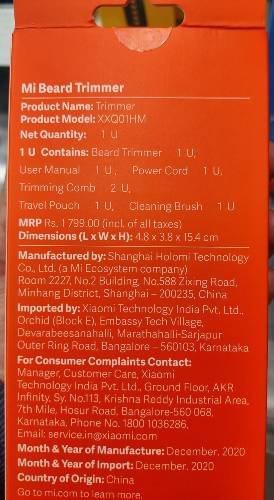 Mi Beard Trimmer
Product Name: Trimmer
Product Model: XXQ01HM
Net Quantity: 1 U
1 U Contains: Beard Trimmer 1 U,
User Manual 1 U, Power Cord 1 U,
Trimming Comb 2 U,
Travel Pouch 1 U, Cleaning Brush 1 U
MRP Rs. 1 799.00 (incl. of all taxes)
Dimensions (L x W x H): 4.8 x 3.8 x 15.4 cm
Manufactured by: Shanghai Holomi Technology
Co., Ltd. (a Mi Ecosystem company)
Room 2227, No.2 Building, No.588 Zixing Road,
Minhang District, Shanghai – 200235, China
Imported by: Xiaomi Technology India Pvt. Ltd.,
Orchid (Block E), Embassy Tech Village,
Devarabeesanahalli, Marathahalli-Sarjapur
Outer Ring Road, Bangalore – 560103, Karnataka
For Consumer Complaints Contact:
Manager, Customer Care, Xiaomi
Technology India Pvt. Ltd., Ground Floor, AKR
Infinity, Sy. No.113, Krishna Reddy Industrial Area,
7th Mile, Hosur Road, Bangalore-560 068,
Karnataka, Phone No. 1800 1036286,
Email: service.in@xiaomi.com
Month & Year of Manufacture: December, 2020
Month & Year of Import: December, 2020
Country of Origin: China
Go to mi.com to learn more.